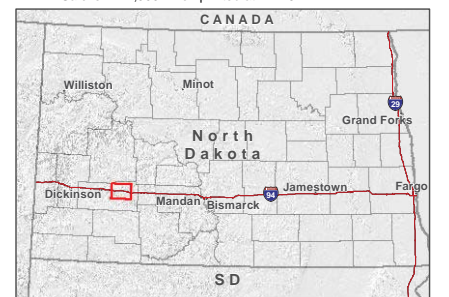 CANADA
Williston
Minot
29
Grand Forks
North
Dakota
Dickinson
Mandan
Bismarck
94
Jamestown
Fargo
SD